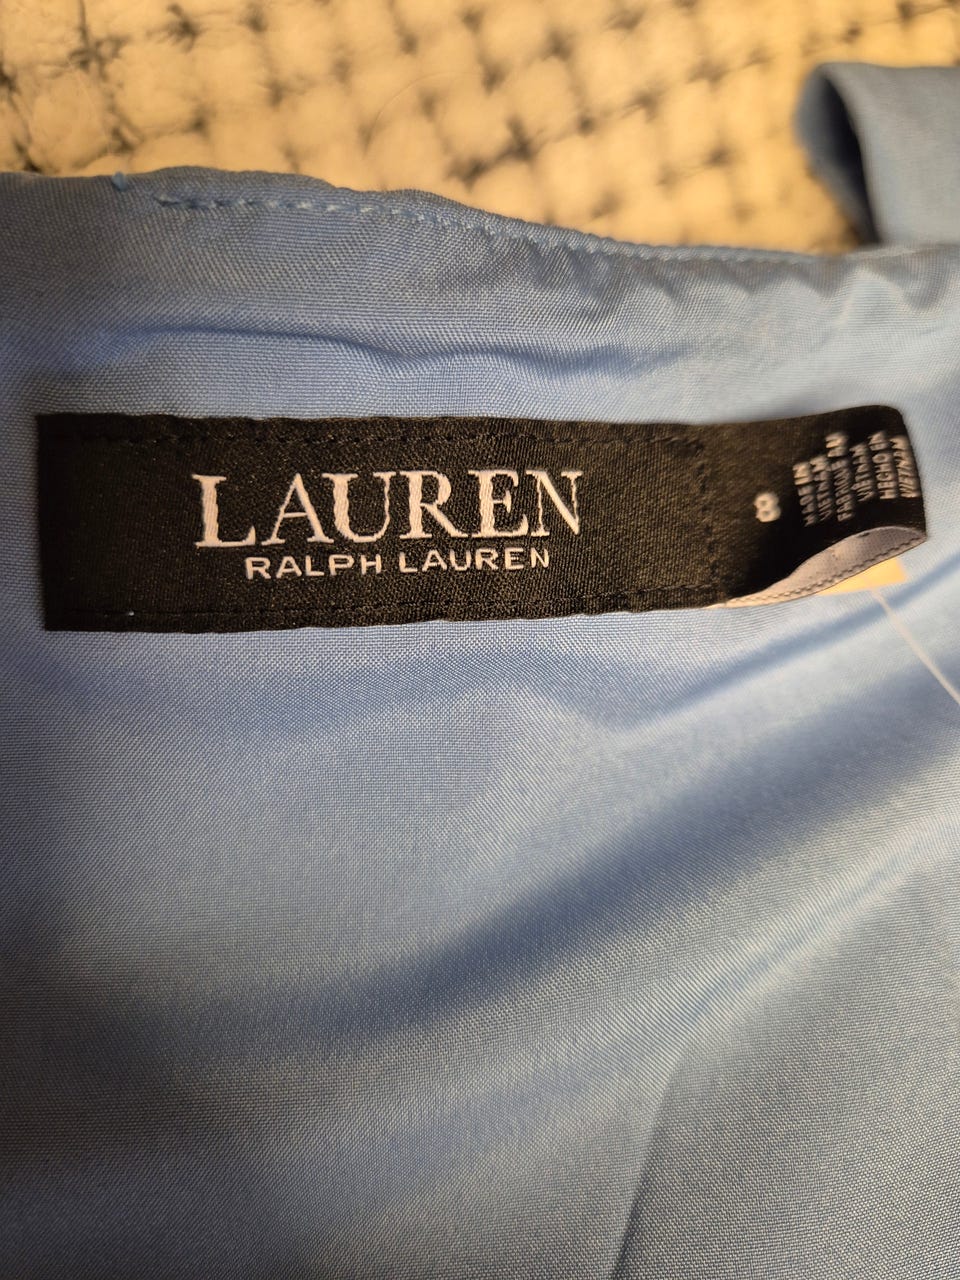 LAUREN
RALPH LAUREN
8
MADE IN
VIETNAM
FABRIQUÉ AU
VIETNAM
HECHO EN
VIETNAM